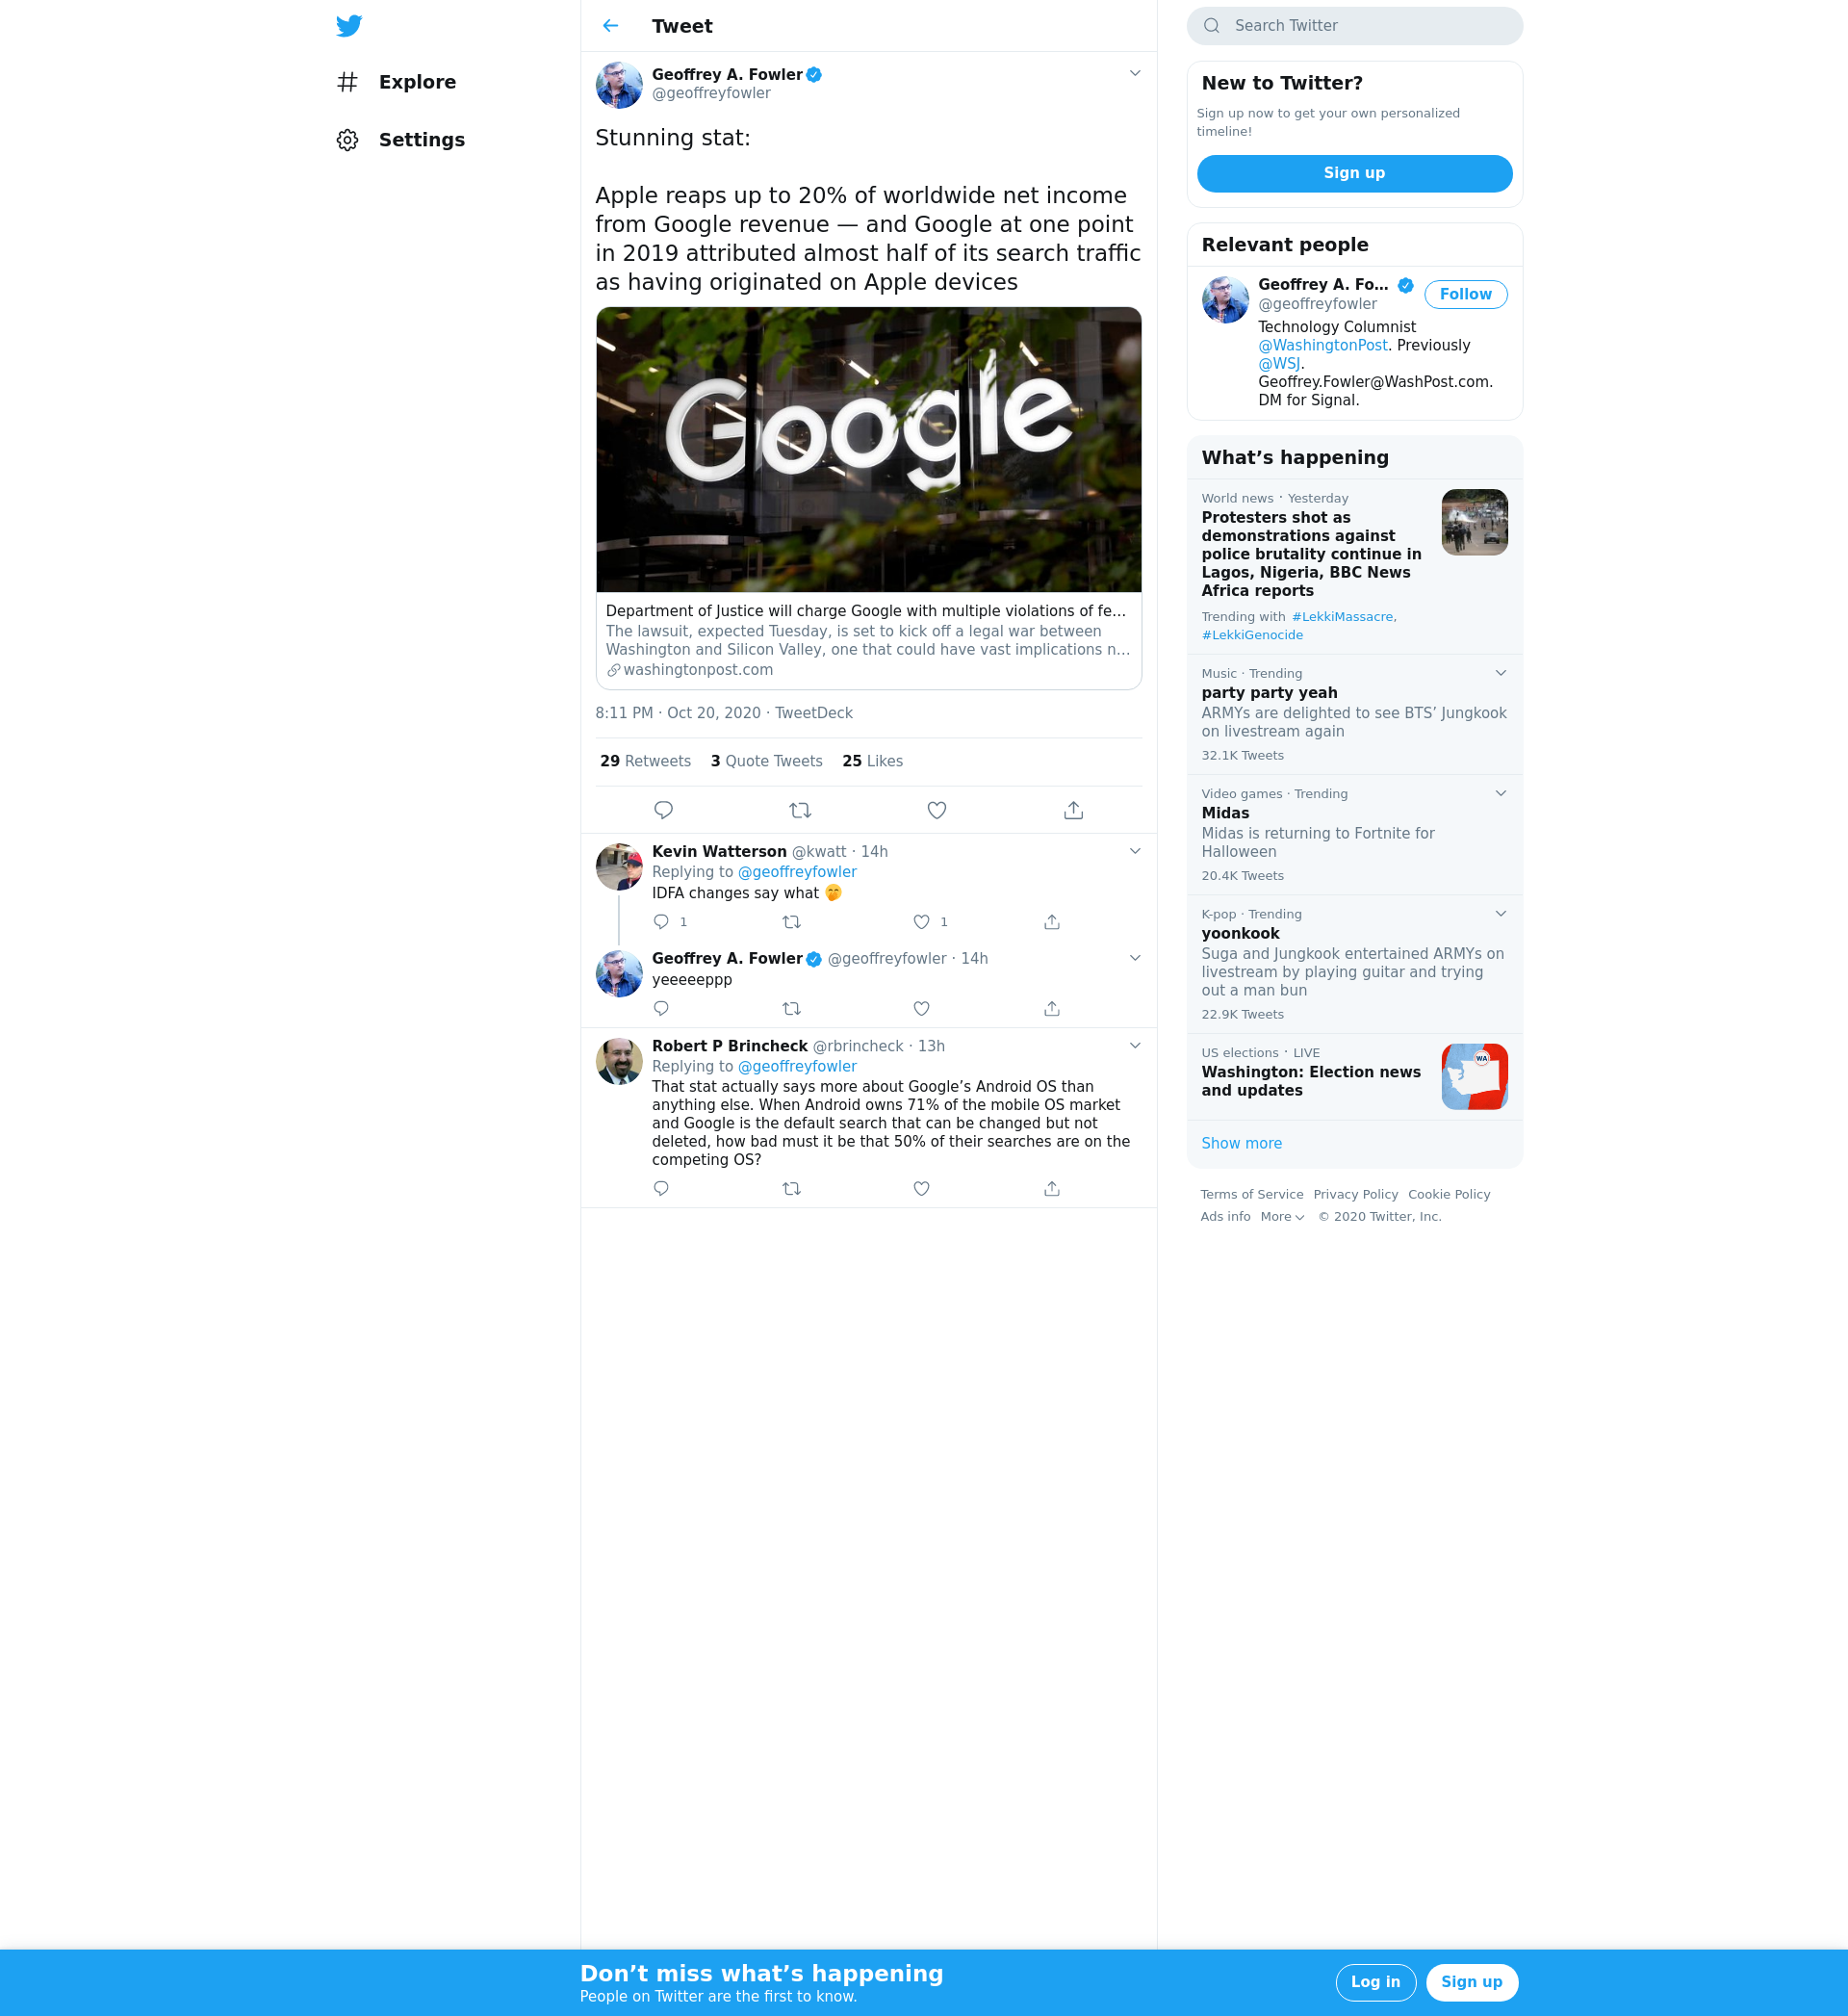 Explore
Settings
Tweet
Geoffrey A. Fowler
@geoffreyfowler
Stunning stat:
Apple reaps up to 20% of worldwide net income
from Google revenue — and Google at one point
in 2019 attributed almost half of its search traffic
as having originated on Apple devices
Google
Department of Justice will charge Google with multiple violations of fe...
The lawsuit, expected Tuesday, is set to kick off a legal war between
Washington and Silicon Valley, one that could have vast implications n...
washingtonpost.com
8:11 PM · Oct 20, 2020 · TweetDeck
29 Retweets 3 Quote Tweets 25 Likes
Kevin Watterson @kwatt · 14h
Replying to @geoffreyfowler
IDFA changes say what 🤭
1 1
Geoffrey A. Fowler @geoffreyfowler · 14h
yeeeeeppp
Robert P Brincheck @rbrincheck · 13h
Replying to @geoffreyfowler
That stat actually says more about Google’s Android OS than
anything else. When Android owns 71% of the mobile OS market
and Google is the default search that can be changed but not
deleted, how bad must it be that 50% of their searches are on the
competing OS?
Search Twitter
New to Twitter?
Sign up now to get your own personalized
timeline!
Sign up
Relevant people
Geoffrey A. Fo...
@geoffreyfowler
Follow
Technology Columnist
@WashingtonPost. Previously
@WSJ.
Geoffrey.Fowler@WashPost.com.
DM for Signal.
What’s happening
World news · Yesterday
Protesters shot as
demonstrations against
police brutality continue in
Lagos, Nigeria, BBC News
Africa reports
Trending with #LekkiMassacre,
#LekkiGenocide
Music · Trending
party party yeah
ARMYs are delighted to see BTS’ Jungkook
on livestream again
32.1K Tweets
Video games · Trending
Midas
Midas is returning to Fortnite for
Halloween
20.4K Tweets
K-pop · Trending
yoonkook
Suga and Jungkook entertained ARMYs on
livestream by playing guitar and trying
out a man bun
22.9K Tweets
US elections · LIVE
Washington: Election news
and updates
WA
Show more
Terms of Service Privacy Policy Cookie Policy
Ads info More © 2020 Twitter, Inc.
Don’t miss what’s happening
People on Twitter are the first to know.
Log in
Sign up